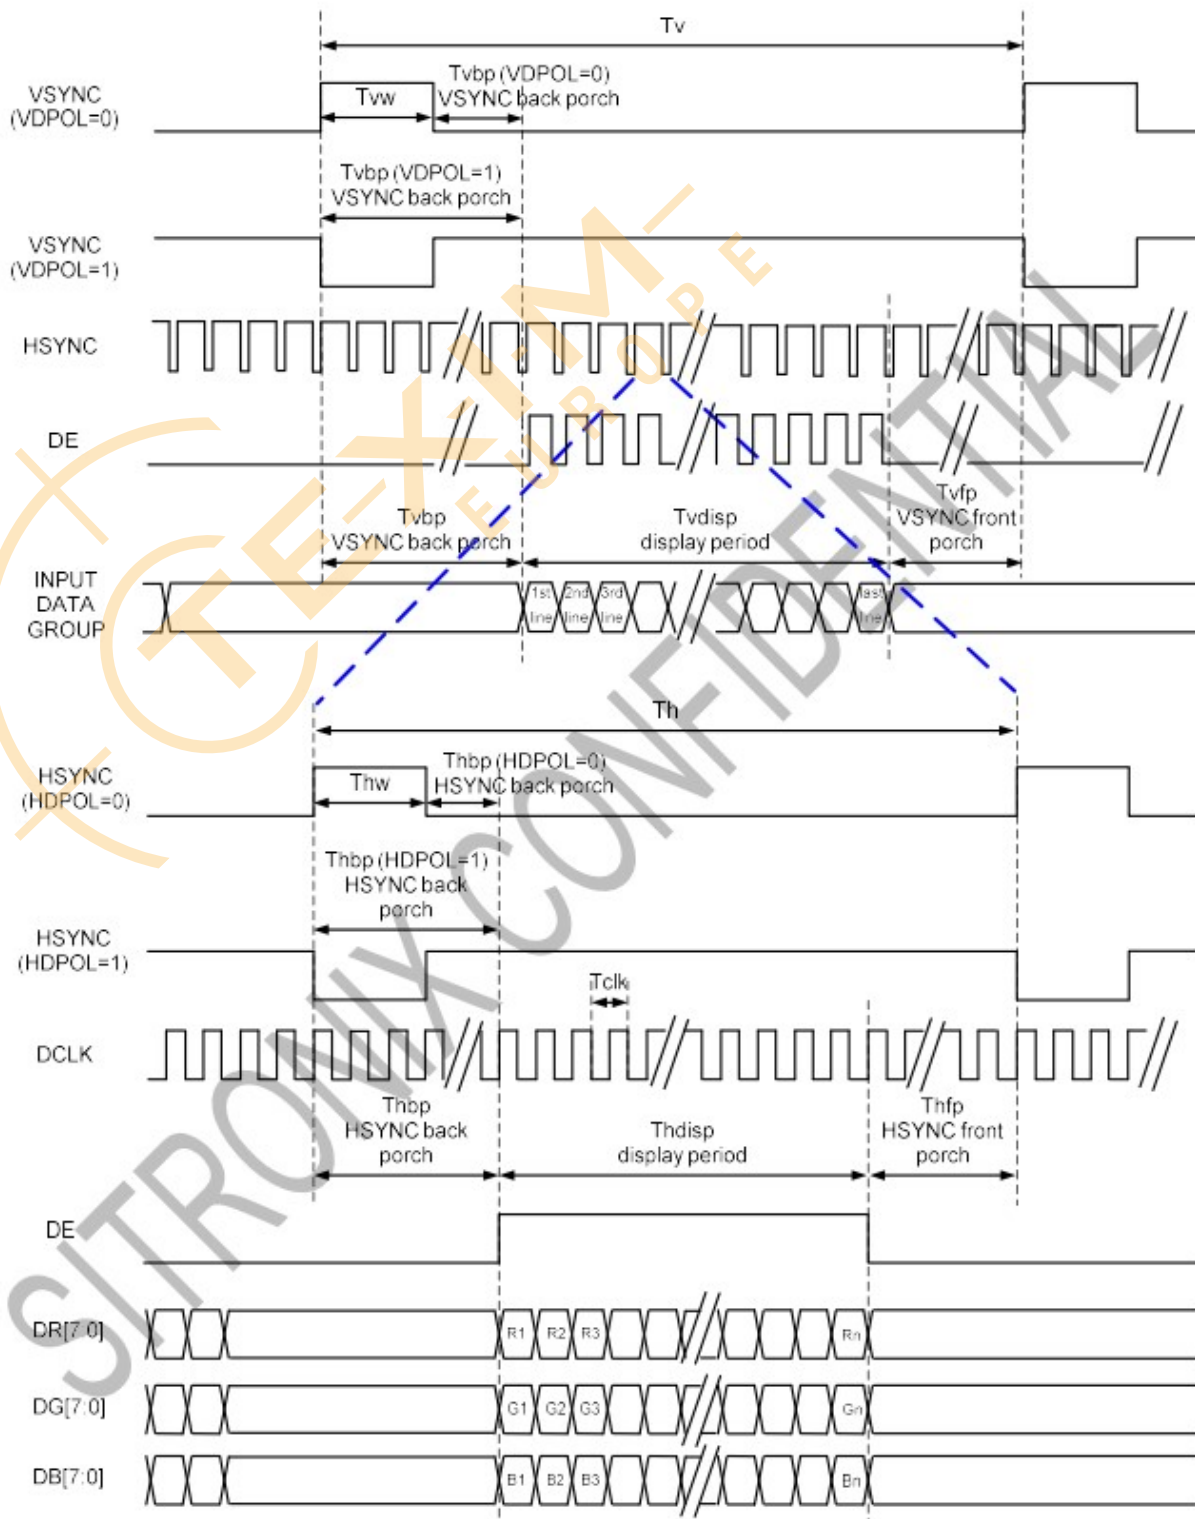 Tv
VSYNC
(VDPOL=0)
Tvw
Tvbp (VDPOL=0)
VSYNC back porch
Tvbp (VDPOL=1)
VSYNC back porch
VSYNC
(VDPOL=1)
HSYNC
DE
Tvbp
VSYNC back porch
Tvdisp
display period
Tvfp
VSYNC front
porch
INPUT
DATA
GROUP
1st
line
2nd
line
3rd
line
last
line
Th
HSYNC
(HDPOL=0)
Thw
Thbp (HDPOL=0)
HSYNC back porch
Thbp (HDPOL=1)
HSYNC back
porch
HSYNC
(HDPOL=1)
Tclk
DCLK
Thbp
HSYNC back
porch
Thdisp
display period
Thfp
HSYNC front
porch
DE
DR[7:0]
R1 R2 R3 Rn
DG[7:0]
G1 G2 G3 Gn
DB[7:0]
B1 B2 B3 Bn
TEXIM
EUROPE
SITRONIX CONFIDENTIAL